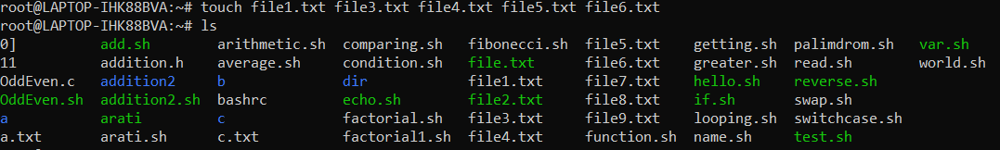 root@LAPTOP-IHK88BVA:~# touch file1.txt file3.txt file4.txt file5.txt file6.txt
root@LAPTOP-IHK88BVA:~# ls
0] add.sh arithmetic.sh comparing.sh fibonecci.sh file5.txt getting.sh palimdrom.sh var.sh
11 addition.h average.sh condition.sh file.txt file6.txt greater.sh read.sh world.sh
OddEven.c addition2 b dir file1.txt file7.txt hello.sh reverse.sh
OddEven.sh addition2.sh bashrc echo.sh file2.txt file8.txt if.sh swap.sh
a arati c factorial.sh file3.txt file9.txt looping.sh switchcase.sh
a.txt arati.sh c.txt factorial1.sh file4.txt function.sh name.sh test.sh